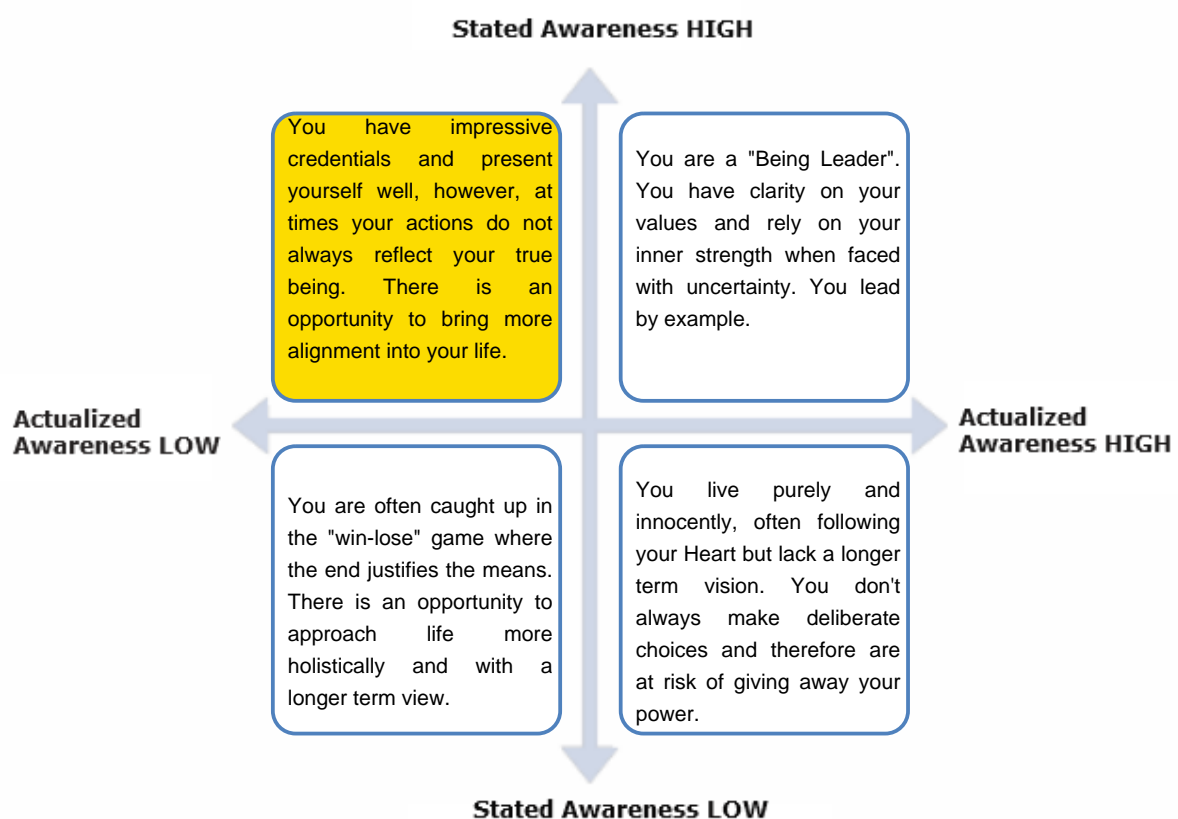 Stated Awareness HIGH
You have impressive
credentials and present
yourself well, however, at
times your actions do not
always reflect your true
being. There is an
opportunity to bring more
alignment into your life.
You are a "Being Leader".
You have clarity on your
values and rely on your
inner strength when faced
with uncertainty. You lead
by example.
Actualized
Awareness LOW
Actualized
Awareness HIGH
You are often caught up in
the "win-lose" game where
the end justifies the means.
There is an opportunity to
approach life more
holistically and with a
longer term view.
You live purely and
innocently, often following
your Heart but lack a longer
term vision. You don't
always make deliberate
choices and therefore are
at risk of giving away your
power.
Stated Awareness LOW